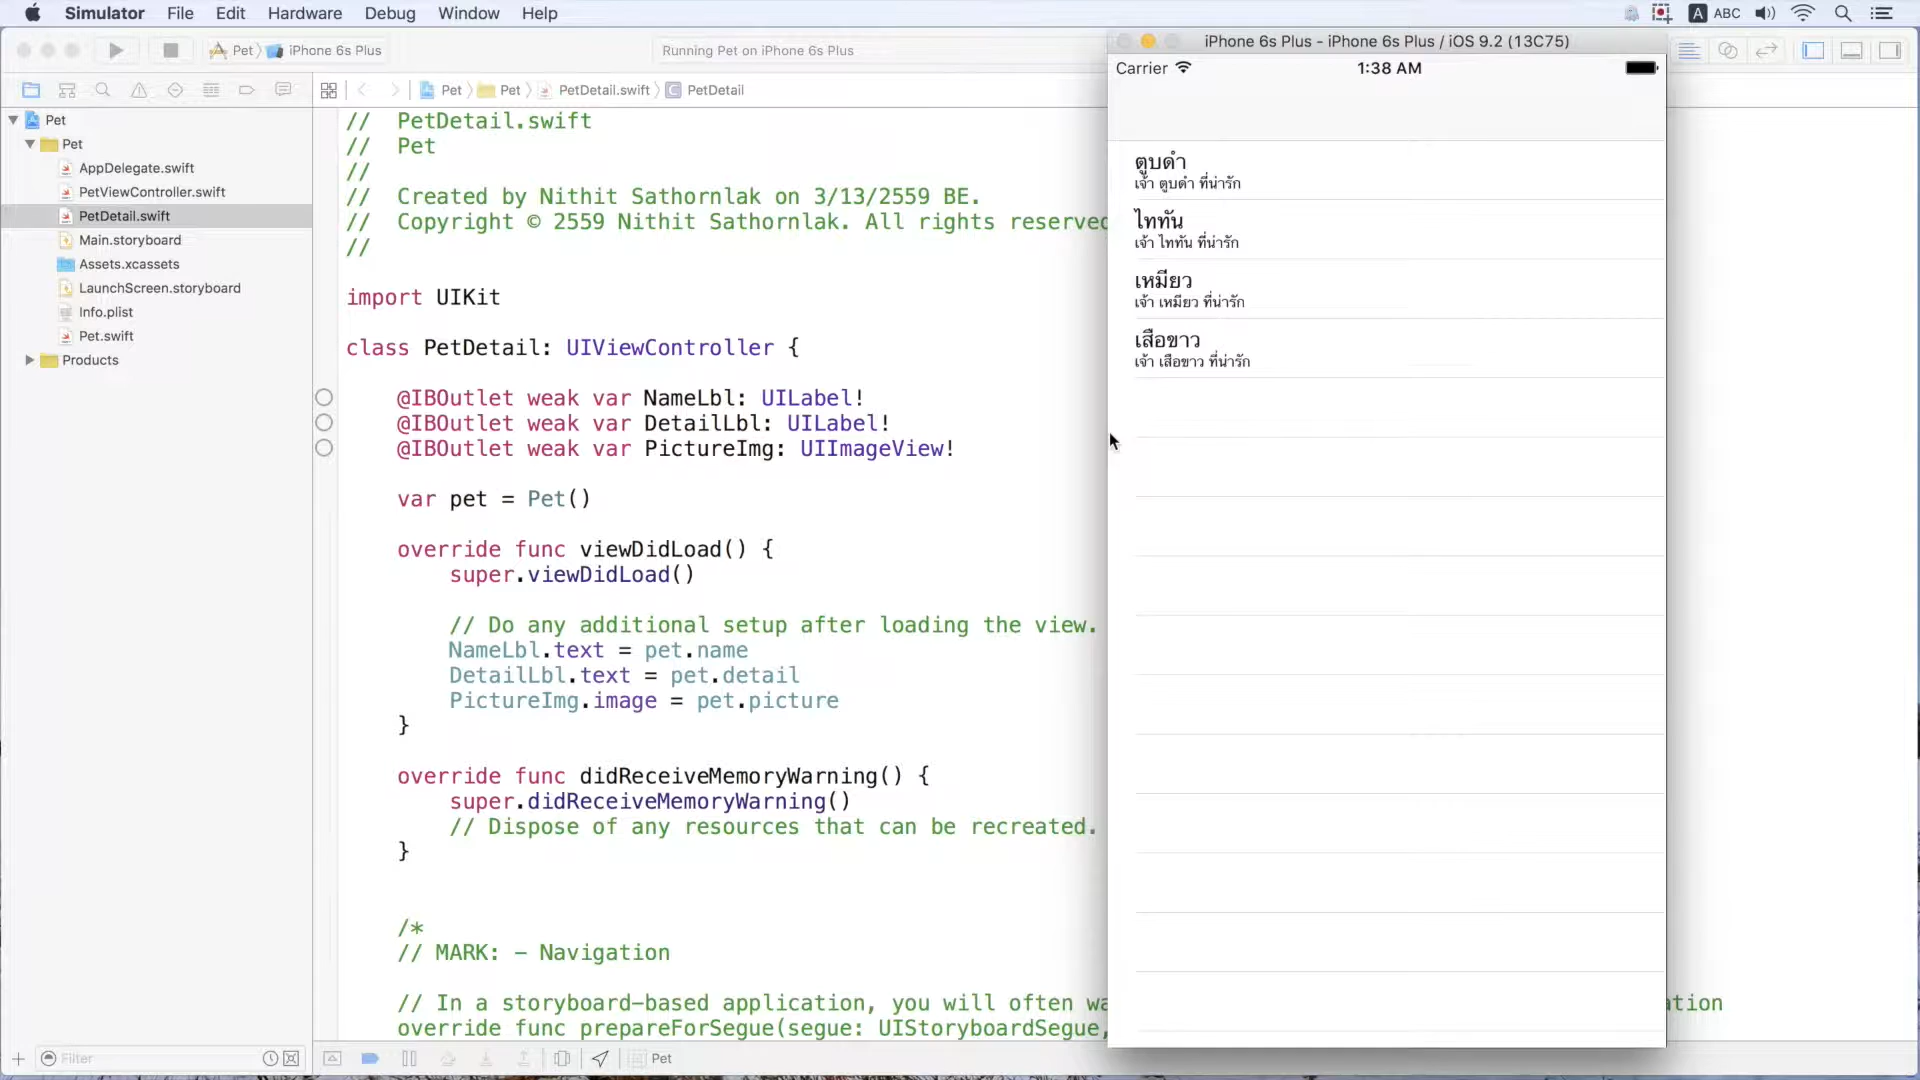 Simulator File Edit Hardware Debug Window Help
ABC
Pet iPhone 6s Plus
Running Pet on iPhone 6s Plus
Pet Pet PetDetail.swift PetDetail
Pet
Pet
AppDelegate.swift
PetViewController.swift
PetDetail.swift
Main.storyboard
Assets.xcassets
LaunchScreen.storyboard
Info.plist
Pet.swift
Products
Filter
// PetDetail.swift
// Pet
//
// Created by Nithit Sathornlak on 3/13/2559 BE.
// Copyright © 2559 Nithit Sathornlak. All rights reserved
//
import UIKit
class PetDetail: UIViewController {
@IBOutlet weak var NameLbl: UILabel!
@IBOutlet weak var DetailLbl: UILabel!
@IBOutlet weak var PictureImg: UIImageView!
var pet = Pet()
override func viewDidLoad() {
super.viewDidLoad()
// Do any additional setup after loading the view.
NameLbl.text = pet.name
DetailLbl.text = pet.detail
PictureImg.image = pet.picture
}
override func didReceiveMemoryWarning() {
super.didReceiveMemoryWarning()
// Dispose of any resources that can be recreated.
}
/*
// MARK: - Navigation
// In a storyboard-based application, you will often wa
ation
override func prepareForSegue(segue: UIStoryboardSegue,
Pet
iPhone 6s Plus - iPhone 6s Plus / iOS 9.2 (13C75)
Carrier 1:38 AM
ตูบดำ
เจ้า ตูบดำ ที่น่ารัก
ไททัน
เจ้า ไททัน ที่น่ารัก
เหมียว
เจ้า เหมียว ที่น่ารัก
เสือขาว
เจ้า เสือขาว ที่น่ารัก